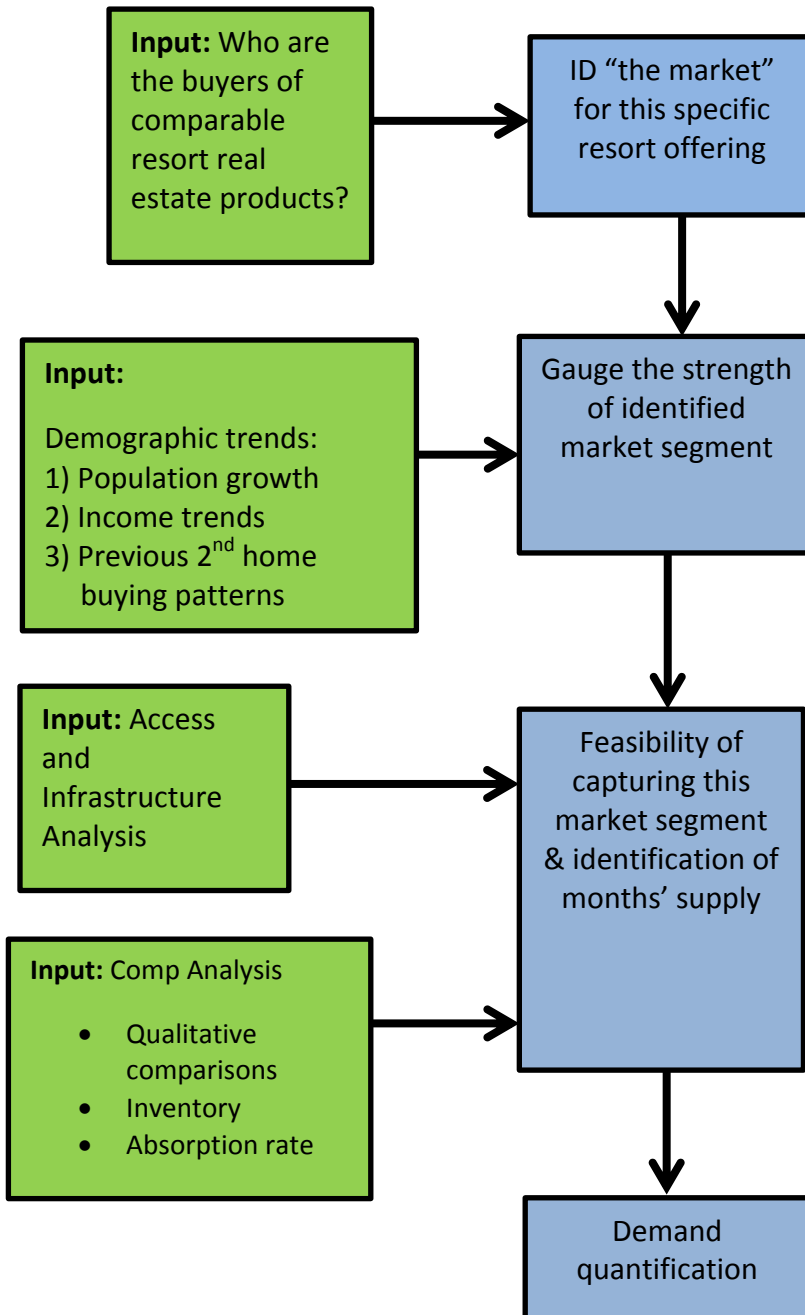 Input: Who are
the buyers of
comparable
resort real
estate products?
ID “the market”
for this specific
resort offering
Input:
Demographic trends:
1) Population growth
2) Income trends
3) Previous 2nd home
buying patterns
Gauge the strength
of identified
market segment
Input: Access
and
Infrastructure
Analysis
Feasibility of
capturing this
market segment
& identification of
months’ supply
Input: Comp Analysis
• Qualitative
comparisons
• Inventory
• Absorption rate
Demand
quantification